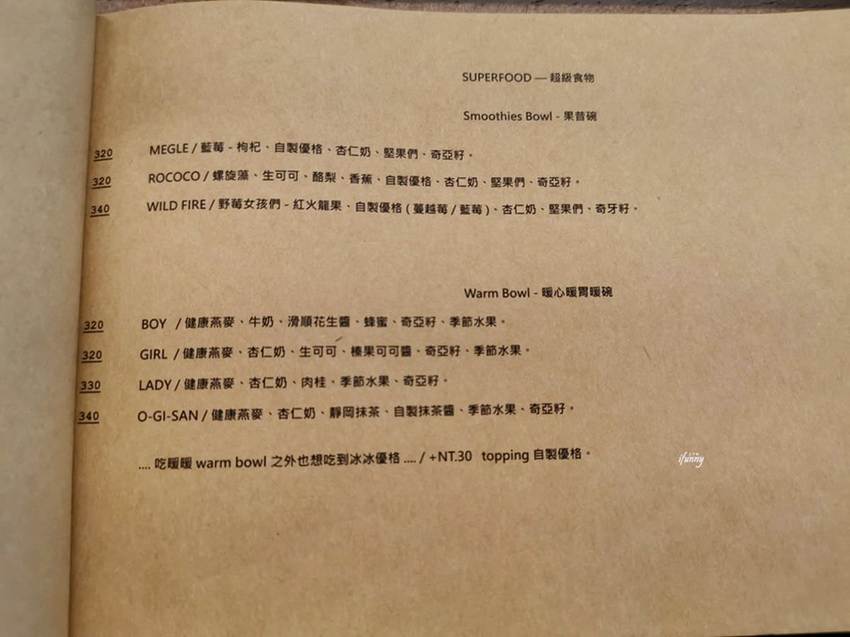 SUPERFOOD — 超級食物
Smoothies Bowl - 果昔碗
320 MEGLE / 藍莓 - 枸杞、自製優格、杏仁奶、堅果們、奇亞籽。
320 ROCOCO / 螺旋藻、生可可、酪梨、香蕉、自製優格、杏仁奶、堅果們、奇亞籽。
340 WILD FIRE / 野莓女孩們 - 紅火龍果、自製優格 ( 蔓越莓 / 藍莓 )、杏仁奶、堅果們、奇牙籽。
Warm Bowl - 暖心暖胃暖碗
320 BOY / 健康燕麥、牛奶、滑順花生醬、蜂蜜、奇亞籽、季節水果。
320 GIRL / 健康燕麥、杏仁奶、生可可、榛果可可醬、奇亞籽、季節水果。
330 LADY / 健康燕麥、杏仁奶、肉桂、季節水果、奇亞籽。
340 O-GI-SAN / 健康燕麥、杏仁奶、靜岡抹茶、自製抹茶醬、季節水果、奇亞籽。
.... 吃暖暖 warm bowl 之外也想吃到冰冰優格 .... / +NT.30 topping 自製優格。
ifunny